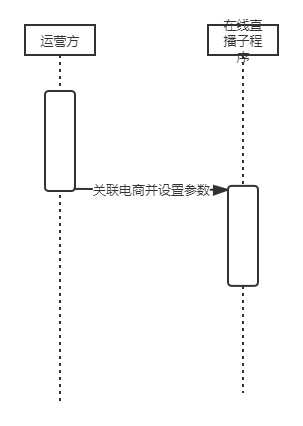 运营方
在线直
播子程
序
关联电商并设置参数